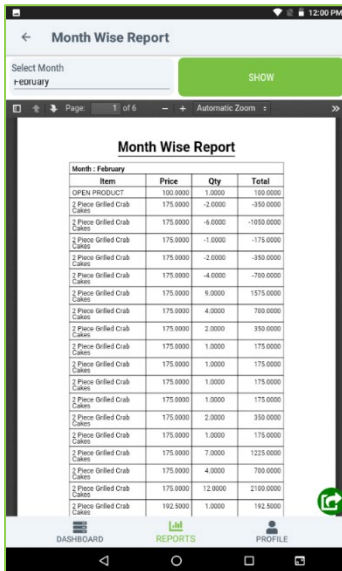 12:00 PM
Month Wise Report
Select Month
February
SHOW
Page: 1 of 6 − + Automatic Zoom
Month Wise Report
Month : February
Item Price Qty Total
OPEN PRODUCT 100.0000 1.0000 100.0000
2 Piece Grilled Crab 175.0000 -2.0000 -350.0000
Cakes
2 Piece Grilled Crab 175.0000 -6.0000 -1050.0000
Cakes
2 Piece Grilled Crab 175.0000 -1.0000 -175.0000
Cakes
2 Piece Grilled Crab 175.0000 -2.0000 -350.0000
Cakes
2 Piece Grilled Crab 175.0000 -4.0000 -700.0000
Cakes
2 Piece Grilled Crab 175.0000 9.0000 1575.0000
Cakes
2 Piece Grilled Crab 175.0000 4.0000 700.0000
Cakes
2 Piece Grilled Crab 175.0000 2.0000 350.0000
Cakes
2 Piece Grilled Crab 175.0000 1.0000 175.0000
Cakes
2 Piece Grilled Crab 175.0000 1.0000 175.0000
Cakes
2 Piece Grilled Crab 175.0000 1.0000 175.0000
Cakes
2 Piece Grilled Crab 175.0000 1.0000 175.0000
Cakes
2 Piece Grilled Crab 175.0000 2.0000 350.0000
Cakes
2 Piece Grilled Crab 175.0000 1.0000 175.0000
Cakes
2 Piece Grilled Crab 175.0000 7.0000 1225.0000
Cakes
2 Piece Grilled Crab 175.0000 4.0000 700.0000
Cakes
2 Piece Grilled Crab 175.0000 12.0000 2100.0000
Cakes
2 Piece Grilled Crab 192.5000 1.0000 192.5000
Cakes
DASHBOARD REPORTS PROFILE